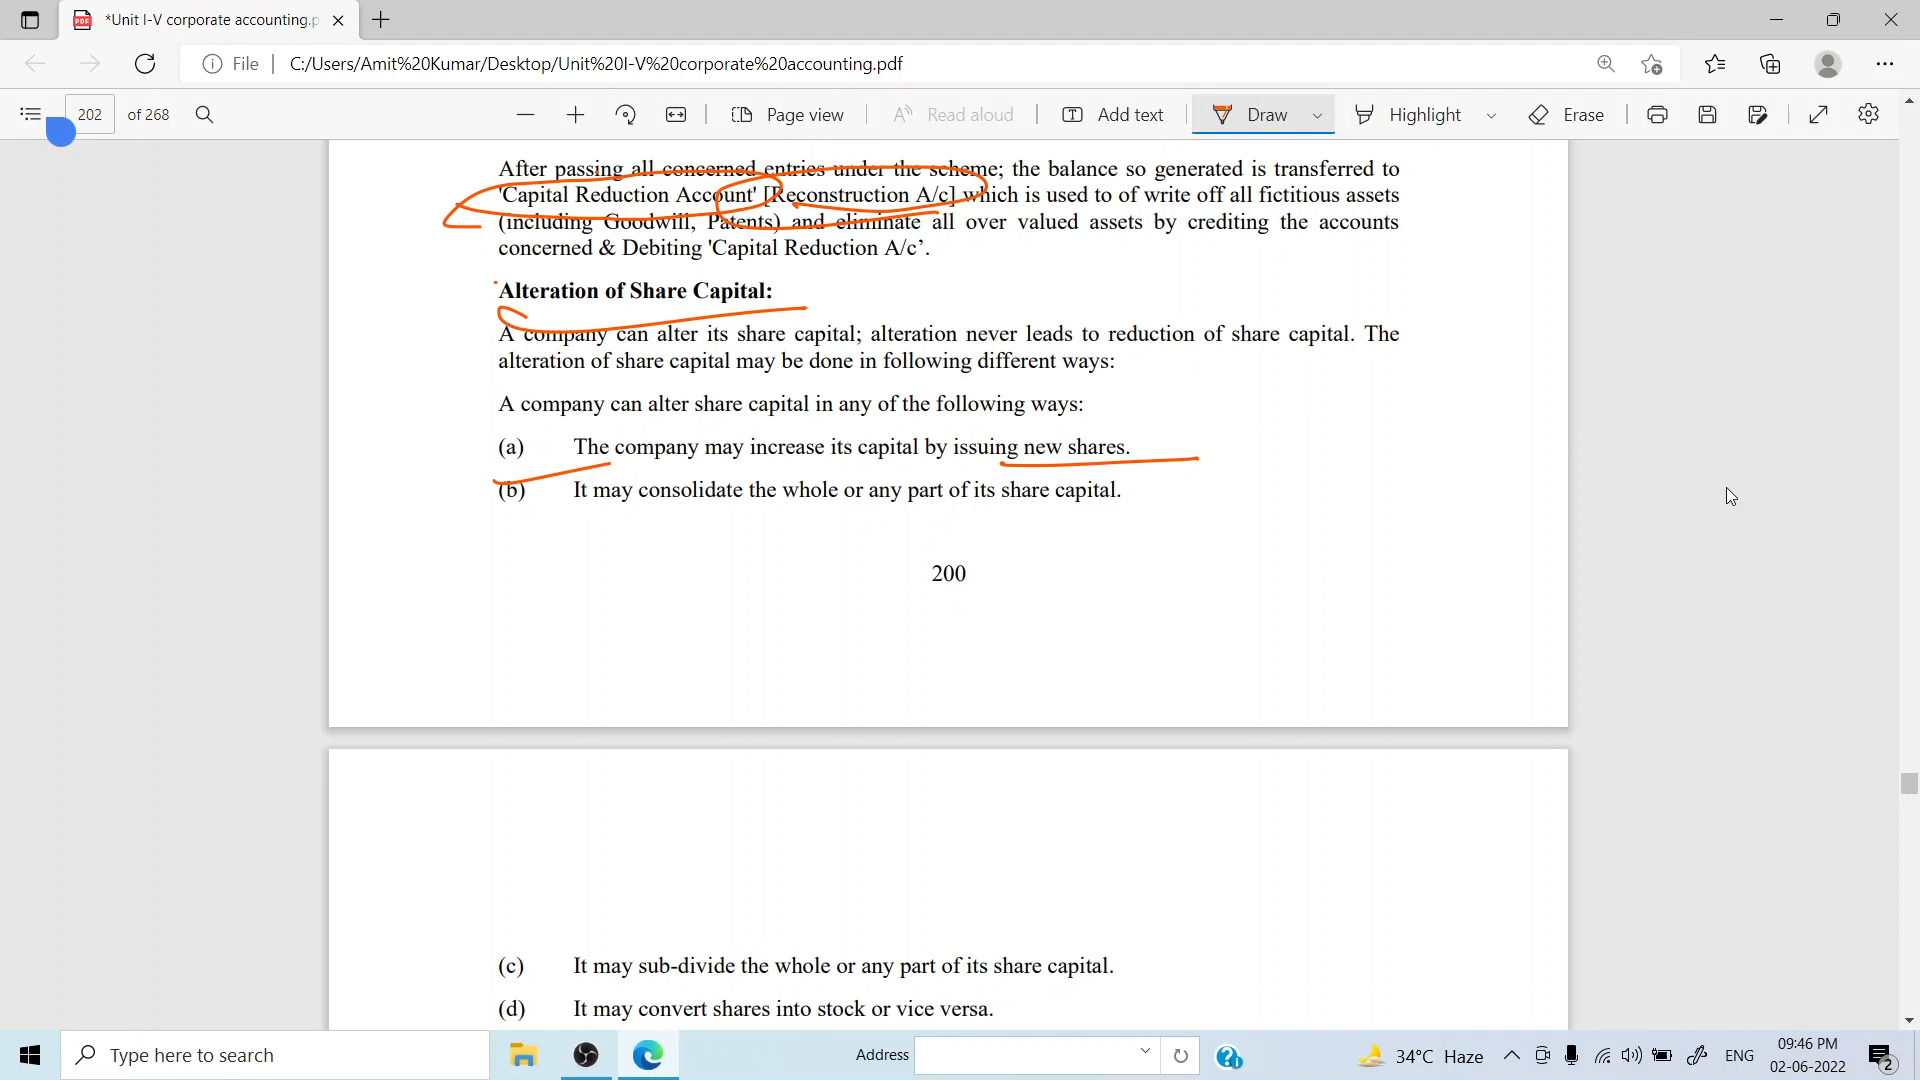 *Unit I-V corporate accounting.p
File
C:/Users/Amit%20Kumar/Desktop/Unit%20I-V%20corporate%20accounting.pdf
202 of 268
Page view
Read aloud
Add text
Draw
Highlight
Erase
After passing all concerned entries under the scheme; the balance so generated is transferred to
'Capital Reduction Account' [Reconstruction A/c] which is used to of write off all fictitious assets
(including Goodwill, Patents) and eliminate all over valued assets by crediting the accounts
concerned & Debiting 'Capital Reduction A/c’.
Alteration of Share Capital:
A company can alter its share capital; alteration never leads to reduction of share capital. The
alteration of share capital may be done in following different ways:
A company can alter share capital in any of the following ways:
(a) The company may increase its capital by issuing new shares.
(b) It may consolidate the whole or any part of its share capital.
200
(c) It may sub-divide the whole or any part of its share capital.
(d) It may convert shares into stock or vice versa.
Type here to search
Address
34°C Haze
ENG
09:46 PM
02-06-2022
2